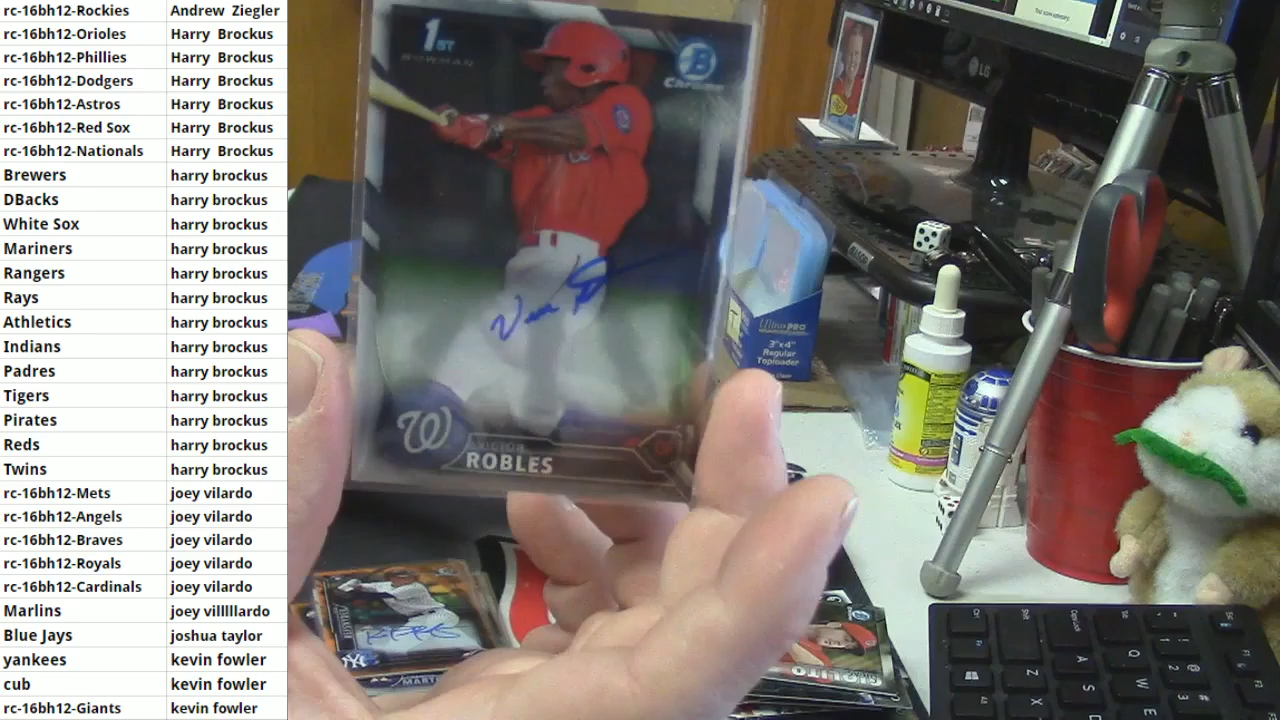 rc-16bh12-Rockies Andrew Ziegler
rc-16bh12-Orioles Harry Brockus
rc-16bh12-Phillies Harry Brockus
rc-16bh12-Dodgers Harry Brockus
rc-16bh12-Astros Harry Brockus
rc-16bh12-Red Sox Harry Brockus
rc-16bh12-Nationals Harry Brockus
Brewers harry brockus
DBacks harry brockus
White Sox harry brockus
Mariners harry brockus
Rangers harry brockus
Rays harry brockus
Athletics harry brockus
Indians harry brockus
Padres harry brockus
Tigers harry brockus
Pirates harry brockus
Reds harry brockus
Twins harry brockus
rc-16bh12-Mets joey vilardo
rc-16bh12-Angels joey vilardo
rc-16bh12-Braves joey vilardo
rc-16bh12-Royals joey vilardo
rc-16bh12-Cardinals joey vilardo
Marlins joey villlllardo
Blue Jays joshua taylor
yankees kevin fowler
cub kevin fowler
rc-16bh12-Giants kevin fowler
1ST
BOWMAN
B
CHROME
W
VICTOR
ROBLES
LG
Ultra PRO
3"x4"
Regular
Toploader
NY
Ctrl
Shift
Alt
Z
A
Q
S
W